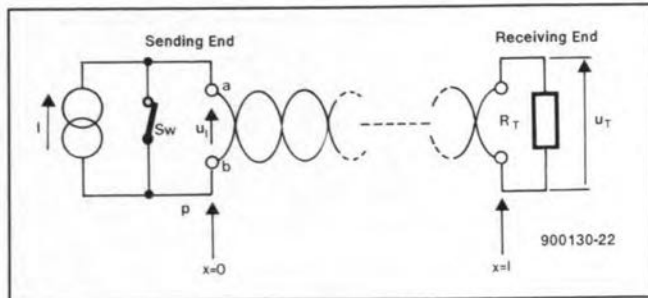 Sending End
Receiving End
I
Sw
a
u₁
b
p
R_T
u_T
x=0
x=l
900130-22